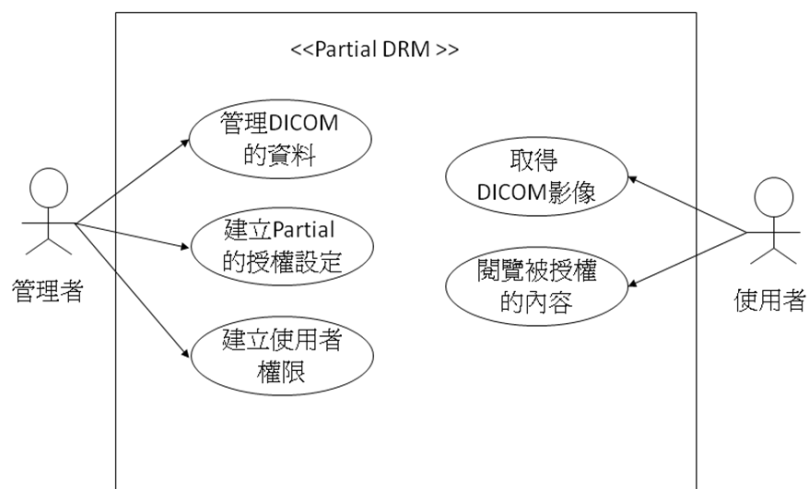 <<Partial DRM >>
管理DICOM
的資料
建立Partial
的授權設定
建立使用者
權限
取得
DICOM影像
閱覽被授權
的內容
管理者
使用者